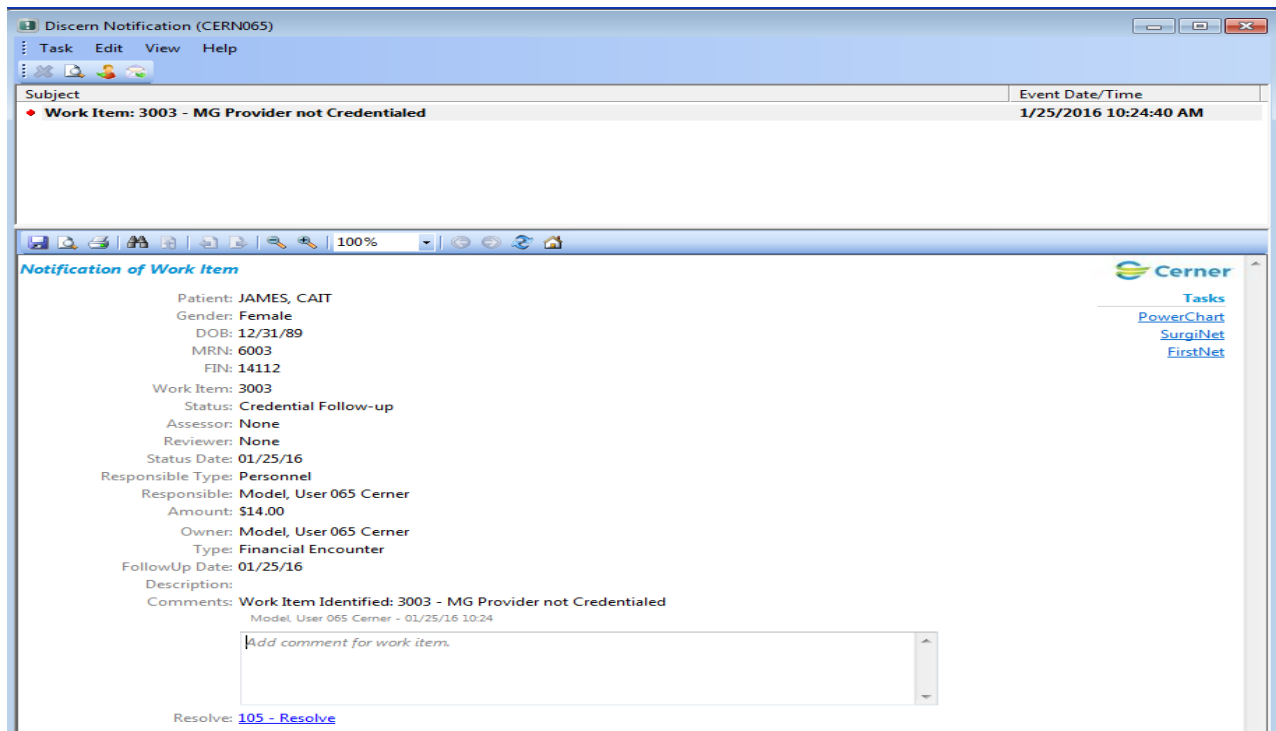 Discern Notification (CERN065)
Task Edit View Help
Subject Event Date/Time
Work Item: 3003 - MG Provider not Credentialed 1/25/2016 10:24:40 AM
100%
Notification of Work Item
Cerner
Patient: JAMES, CAIT
Tasks
Gender: Female
PowerChart
DOB: 12/31/89
SurgiNet
MRN: 6003
FirstNet
FIN: 14112
Work Item: 3003
Status: Credential Follow-up
Assessor: None
Reviewer: None
Status Date: 01/25/16
Responsible Type: Personnel
Responsible: Model, User 065 Cerner
Amount: $14.00
Owner: Model, User 065 Cerner
Type: Financial Encounter
FollowUp Date: 01/25/16
Description:
Comments: Work Item Identified: 3003 - MG Provider not Credentialed
Model, User 065 Cerner - 01/25/16 10:24
Add comment for work item.
Resolve: 105 - Resolve